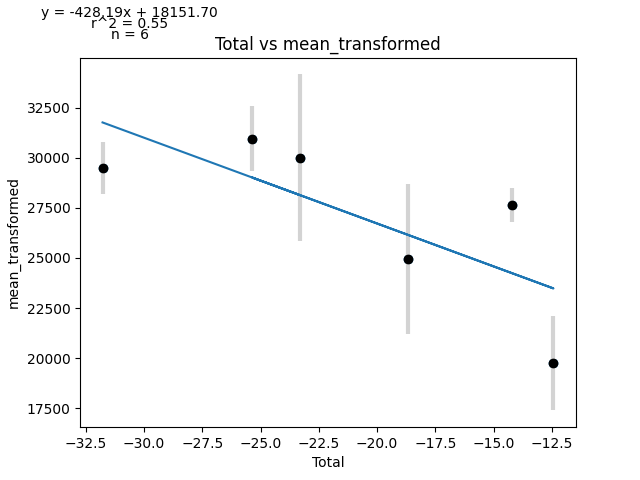 y = -428.19x + 18151.70
r^2 = 0.55
n = 6
Total vs mean_transformed
mean_transformed
32500
30000
27500
25000
22500
20000
17500
−32.5 −30.0 −27.5 −25.0 −22.5 −20.0 −17.5 −15.0 −12.5
Total